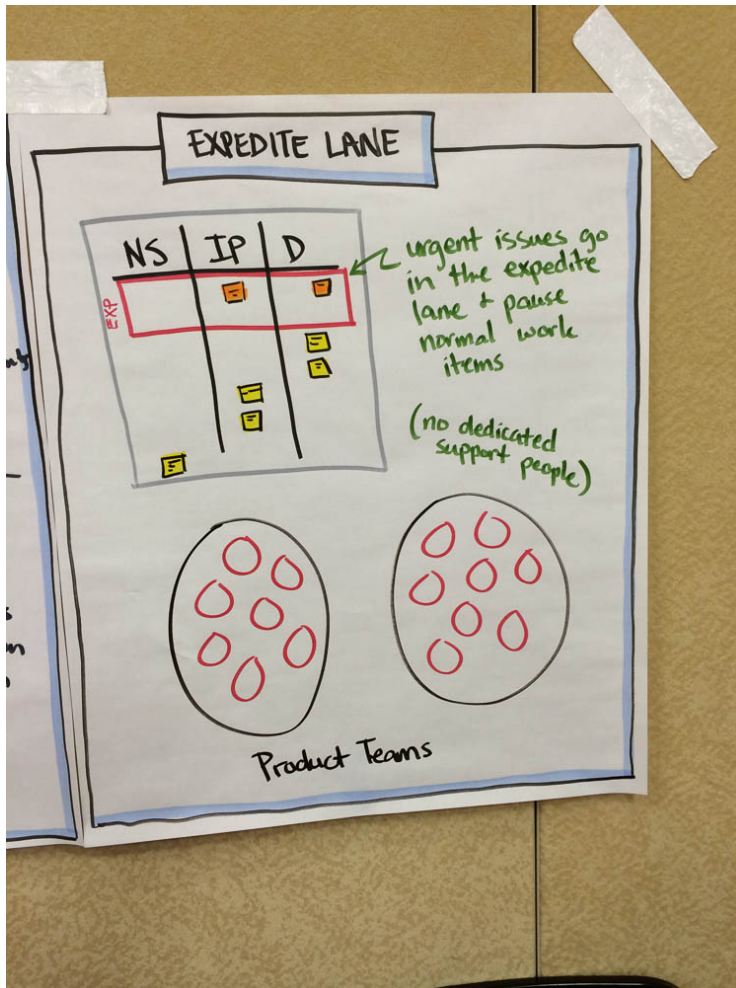 EXPEDITE LANE
NS IP D
EXP
urgent issues go
in the expedite
lane + pause
normal work
items
(no dedicated
support people)
Product Teams